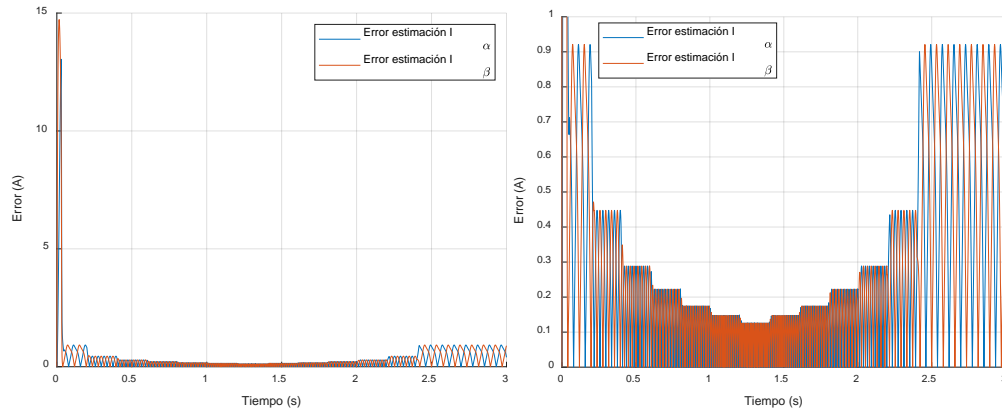 15
10
5
0
Error (A)
0
0.5
1
1.5
2
2.5
3
Tiempo (s)
Error estimación I
α
Error estimación I
β
1
0.9
0.8
0.7
0.6
0.5
0.4
0.3
0.2
0.1
0
Error (A)
0
0.5
1
1.5
2
2.5
3
Tiempo (s)
Error estimación I
α
Error estimación I
β